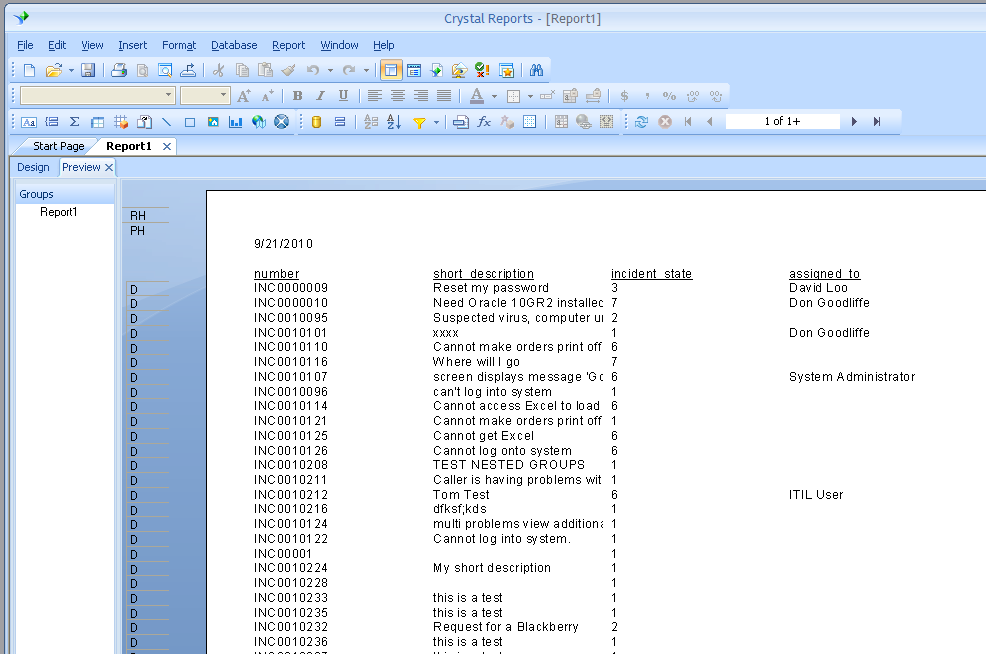 Crystal Reports - [Report1]
File Edit View Insert Format Database Report Window Help
B I U A $ , %
Aa Σ fx 1 of 1+
Start Page Report1
Design Preview
Groups
Report1
RH
PH
9/21/2010
number short_description incident_state assigned_to
D INC0000009 Reset my password 3 David Loo
D INC0000010 Need Oracle 10GR2 installed 7 Don Goodliffe
D INC0010095 Suspected virus, computer 2
D INC0010101 xxxx 1 Don Goodliffe
D INC0010110 Cannot make orders print off 6
D INC0010116 Where will I go 7
D INC0010107 screen displays message 6 System Administrator
D INC0010096 can't log into system 1
D INC0010114 Cannot access Excel to load 6
D INC0010121 Cannot make orders print off 1
D INC0010125 Cannot get Excel 6
D INC0010126 Cannot log onto system 6
D INC0010208 TEST NESTED GROUPS 1
D INC0010211 Caller is having problems wit 1
D INC0010212 Tom Test 6 ITIL User
D INC0010216 dfksf;kds 1
D INC0010124 multi problems view additiona 1
D INC0010122 Cannot log into system. 1
D INC00001 1
D INC0010224 My short description 1
D INC0010228 1
D INC0010233 this is a test 1
D INC0010235 this is a test 1
D INC0010232 Request for a Blackberry 2
D INC0010236 this is a test 1